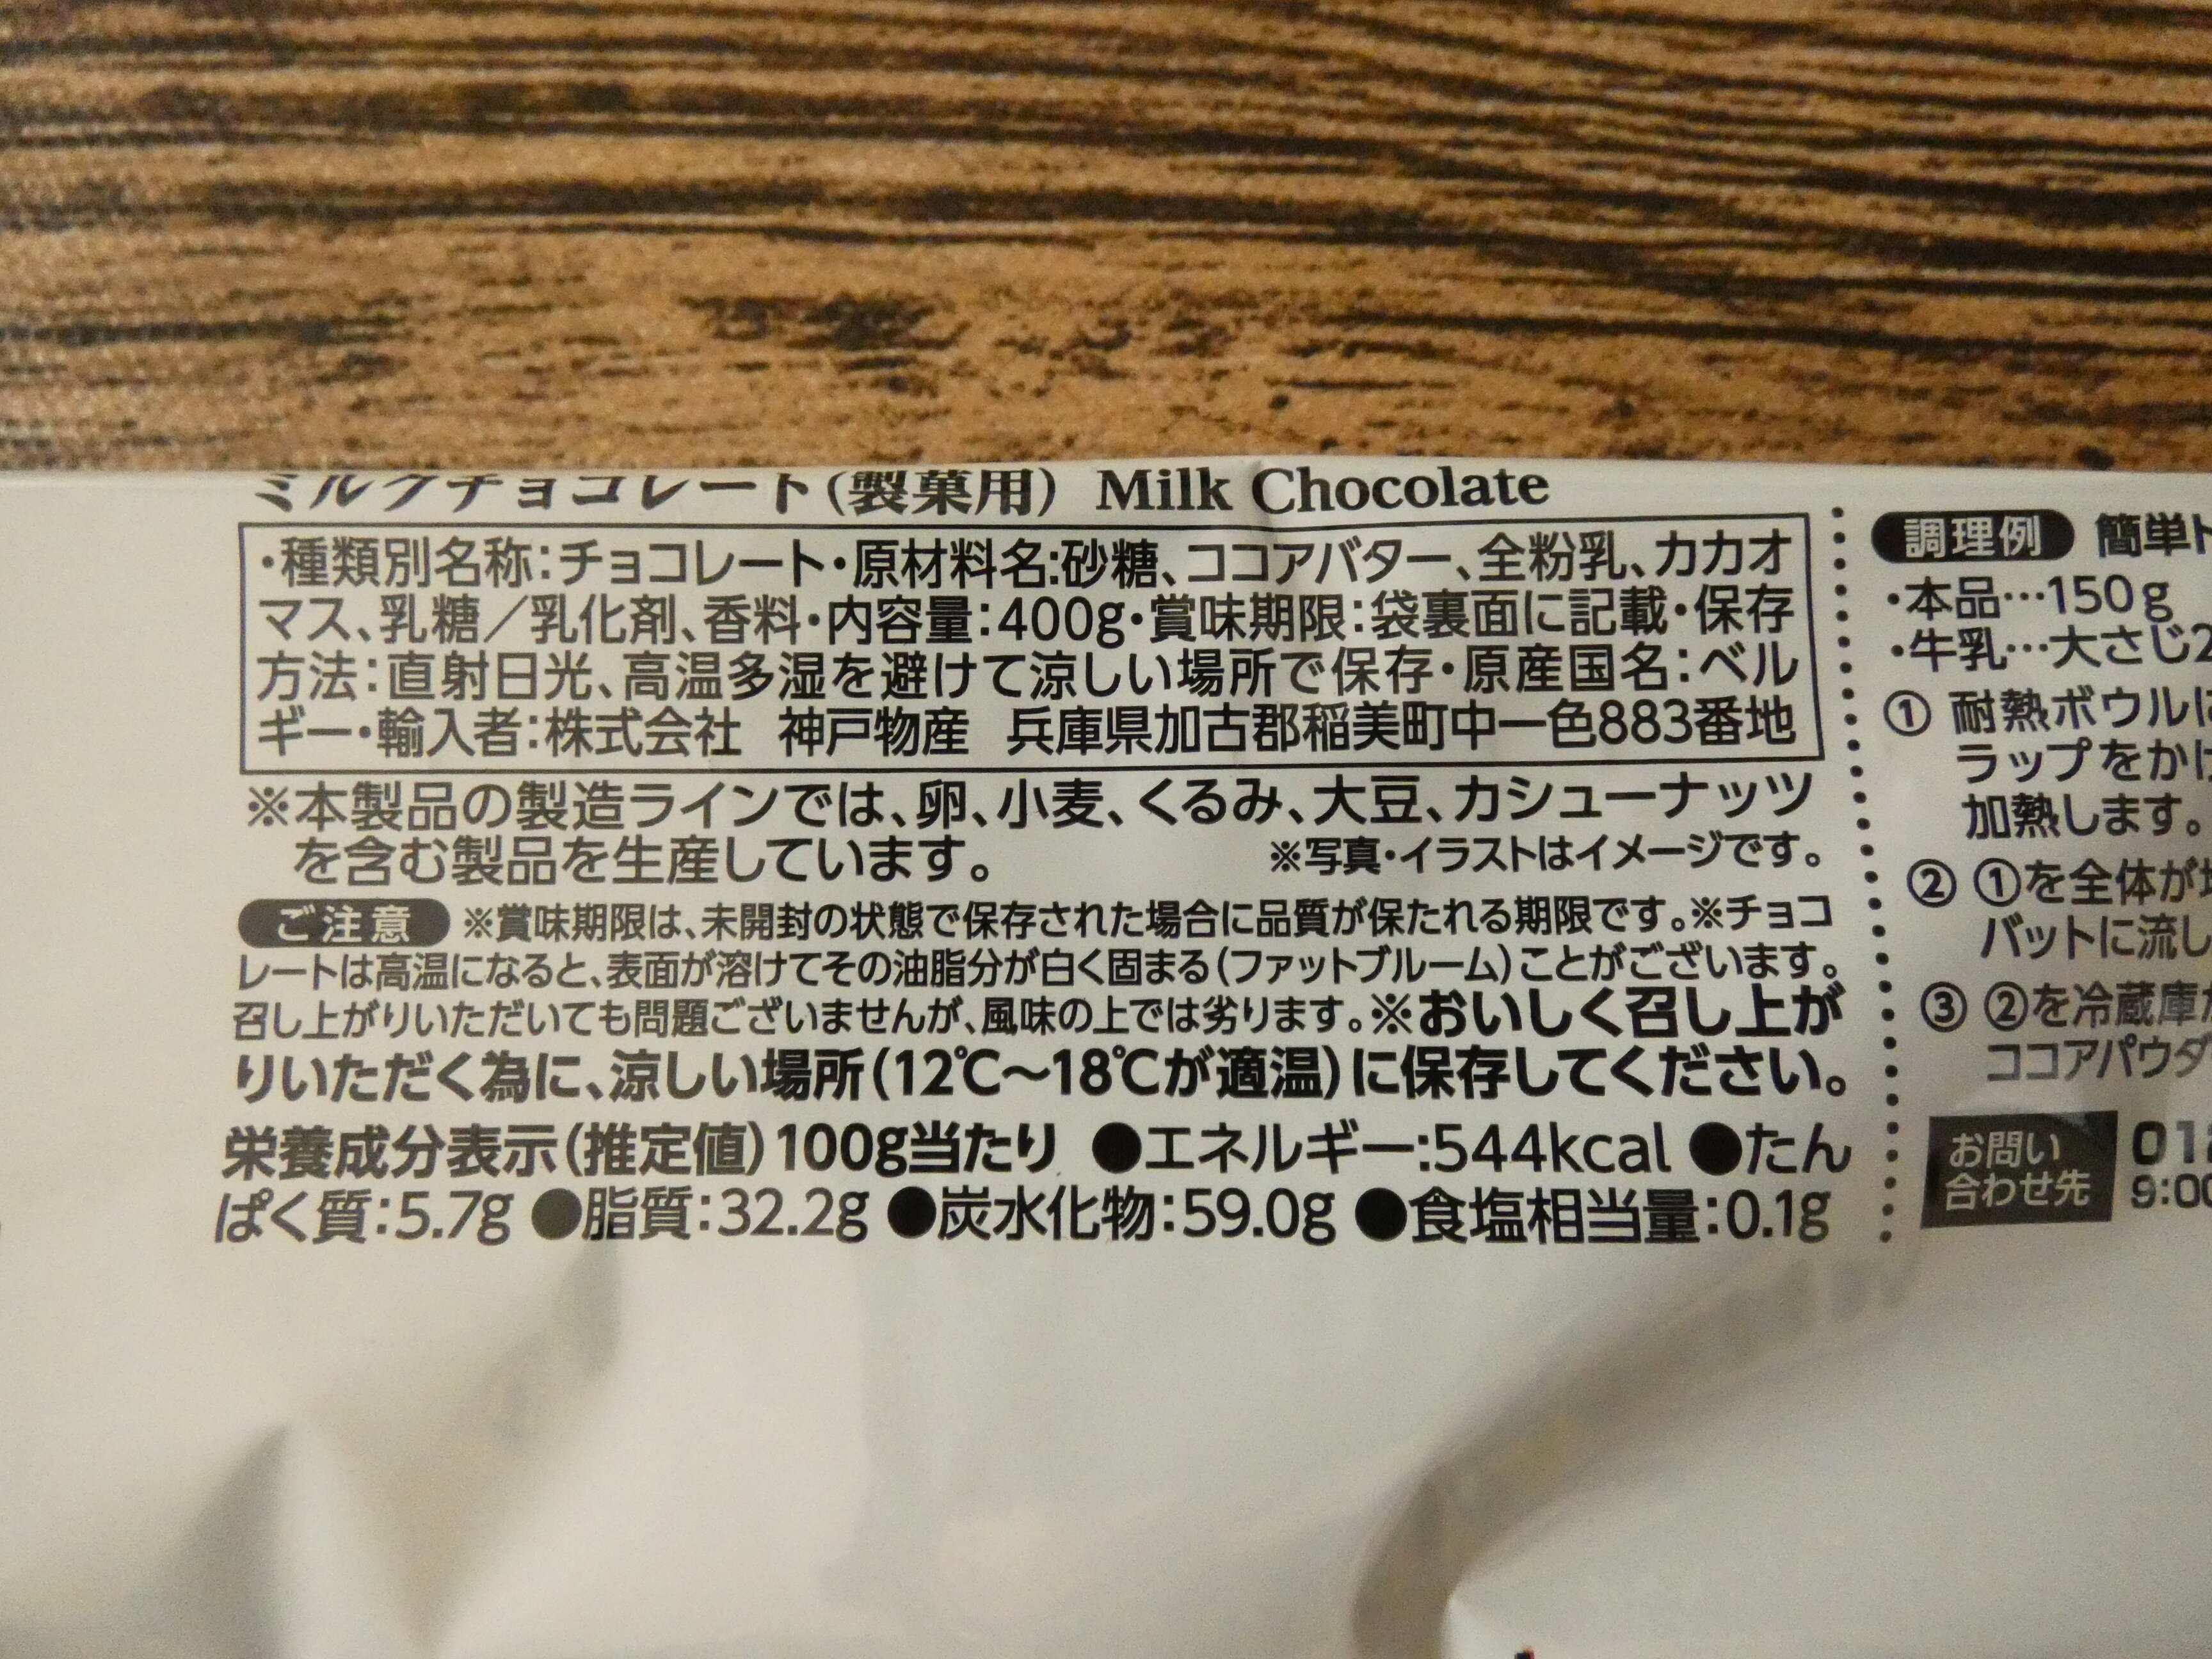 ミルクチョコレート(製菓用) Milk Chocolate
・種類別名称:チョコレート・原材料名:砂糖、ココアバター、全粉乳、カカオ
マス、乳糖/乳化剤、香料・内容量:400g・賞味期限:袋裏面に記載・保存
方法:直射日光、高温多湿を避けて涼しい場所で保存・原産国名:ベル
ギー・輸入者:株式会社 神戸物産 兵庫県加古郡稲美町中一色883番地
※本製品の製造ラインでは、卵、小麦、くるみ、大豆、カシューナッツ
を含む製品を生産しています。
※写真・イラストはイメージです。
ご注意 ※賞味期限は、未開封の状態で保存された場合に品質が保たれる期限です。※チョコ
レートは高温になると、表面が溶けてその油脂分が白く固まる(ファットブルーム)ことがございます。
召し上がりいただいても問題ございませんが、風味の上では劣ります。※おいしく召し上が
りいただく為に、涼しい場所(12℃〜18℃が適温)に保存してください。
栄養成分表示(推定値)100g当たり ●エネルギー:544kcal ●たん
ぱく質:5.7g ●脂質:32.2g ●炭水化物:59.0g ●食塩相当量:0.1g
調理例 簡単
・本品…150g
・牛乳…大さじ2
① 耐熱ボウルに
ラップをかけ
加熱します。
② ①を全体が
バットに流し
③ ②を冷蔵庫
ココアパウダ
お問い
合わせ先
01
9:00